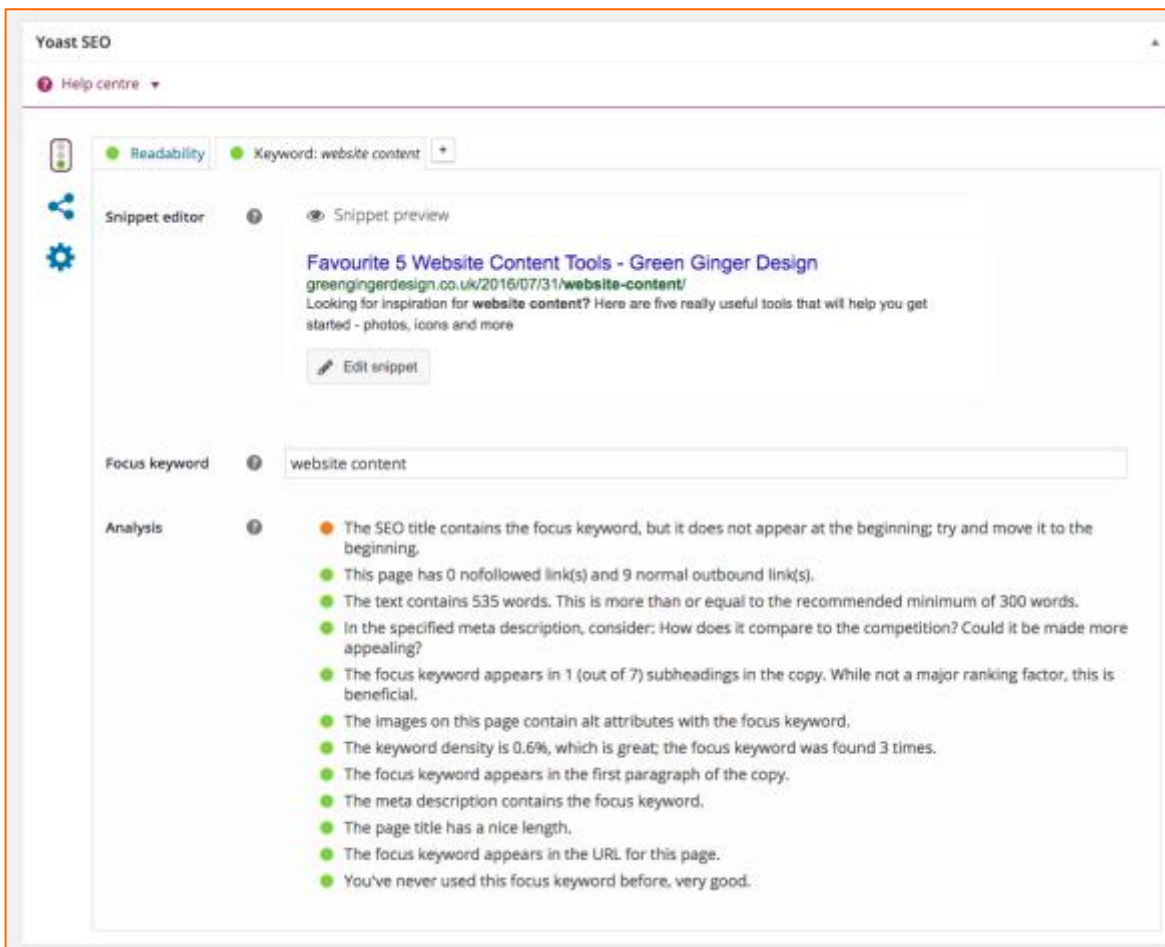 Yoast SEO
Help centre
Readability
Keyword: website content
+
Snippet editor
Snippet preview
Favourite 5 Website Content Tools - Green Ginger Design
greengingerdesign.co.uk/2016/07/31/website-content/
Looking for inspiration for website content? Here are five really useful tools that will help you get
started - photos, icons and more
Edit snippet
Focus keyword
website content
Analysis
The SEO title contains the focus keyword, but it does not appear at the beginning; try and move it to the
beginning.
This page has 0 nofollowed link(s) and 9 normal outbound link(s).
The text contains 535 words. This is more than or equal to the recommended minimum of 300 words.
In the specified meta description, consider: How does it compare to the competition? Could it be made more
appealing?
The focus keyword appears in 1 (out of 7) subheadings in the copy. While not a major ranking factor, this is
beneficial.
The images on this page contain alt attributes with the focus keyword.
The keyword density is 0.6%, which is great; the focus keyword was found 3 times.
The focus keyword appears in the first paragraph of the copy.
The meta description contains the focus keyword.
The page title has a nice length.
The focus keyword appears in the URL for this page.
You've never used this focus keyword before, very good.